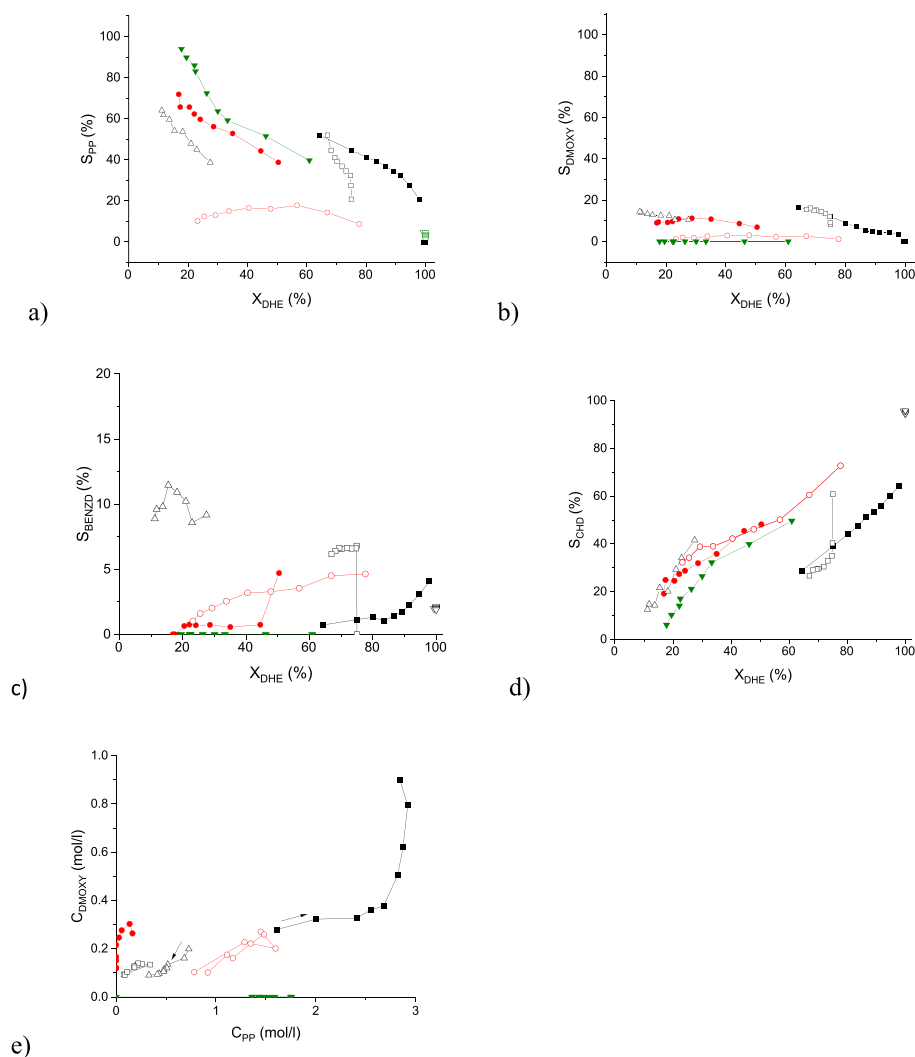 100
80
60
40
20
0
S_PP (%)
0 20 40 60 80 100
X_DHE (%)
a)
100
80
60
40
20
0
S_DMOXY (%)
0 20 40 60 80 100
X_DHE (%)
b)
20
15
10
5
0
S_BENZD (%)
0 20 40 60 80 100
X_DHE (%)
c)
100
80
60
40
20
0
S_CHD (%)
0 20 40 60 80 100
X_DHE (%)
d)
1.0
0.8
0.6
0.4
0.2
0.0
C_DMOXY (mol/l)
0 1 2 3
C_PP (mol/l)
e)